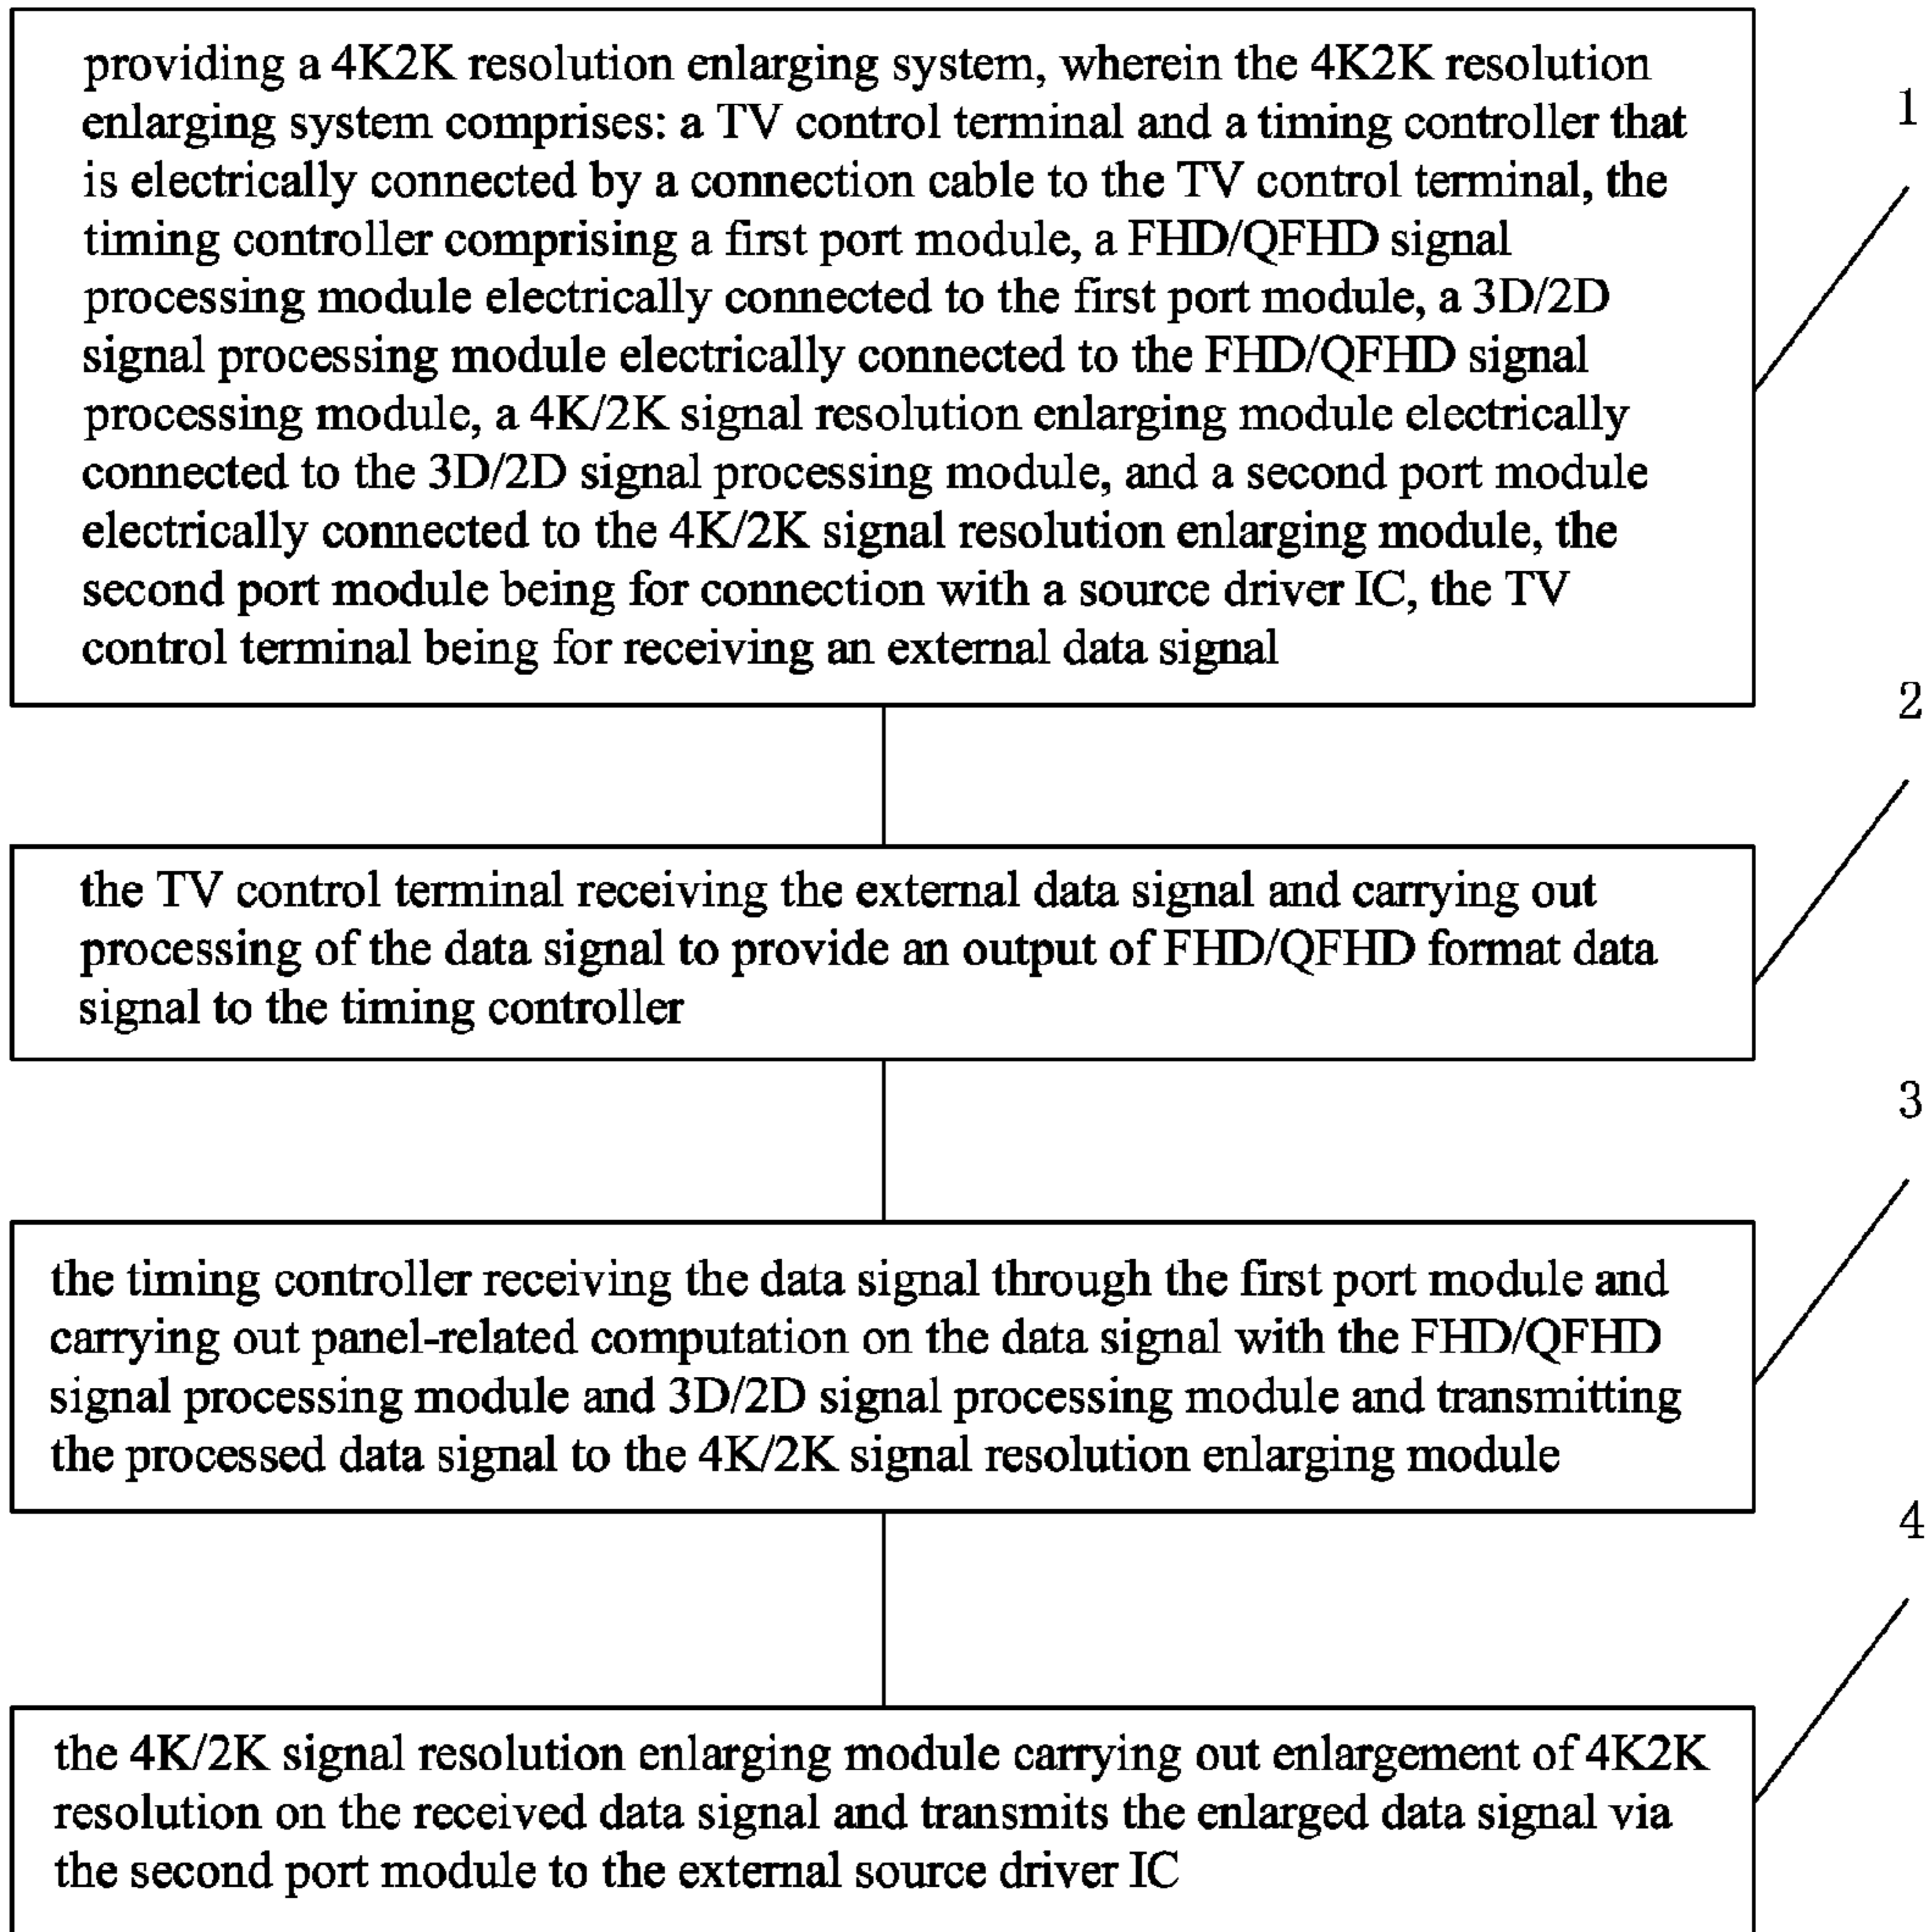 providing a 4K2K resolution enlarging system, wherein the 4K2K resolution
enlarging system comprises: a TV control terminal and a timing controller that
is electrically connected by a connection cable to the TV control terminal, the
timing controller comprising a first port module, a FHD/QFHD signal
processing module electrically connected to the first port module, a 3D/2D
signal processing module electrically connected to the FHD/QFHD signal
processing module, a 4K/2K signal resolution enlarging module electrically
connected to the 3D/2D signal processing module, and a second port module
electrically connected to the 4K/2K signal resolution enlarging module, the
second port module being for connection with a source driver IC, the TV
control terminal being for receiving an external data signal
1
the TV control terminal receiving the external data signal and carrying out
processing of the data signal to provide an output of FHD/QFHD format data
signal to the timing controller
2
the timing controller receiving the data signal through the first port module and
carrying out panel-related computation on the data signal with the FHD/QFHD
signal processing module and 3D/2D signal processing module and transmitting
the processed data signal to the 4K/2K signal resolution enlarging module
3
the 4K/2K signal resolution enlarging module carrying out enlargement of 4K2K
resolution on the received data signal and transmits the enlarged data signal via
the second port module to the external source driver IC
4